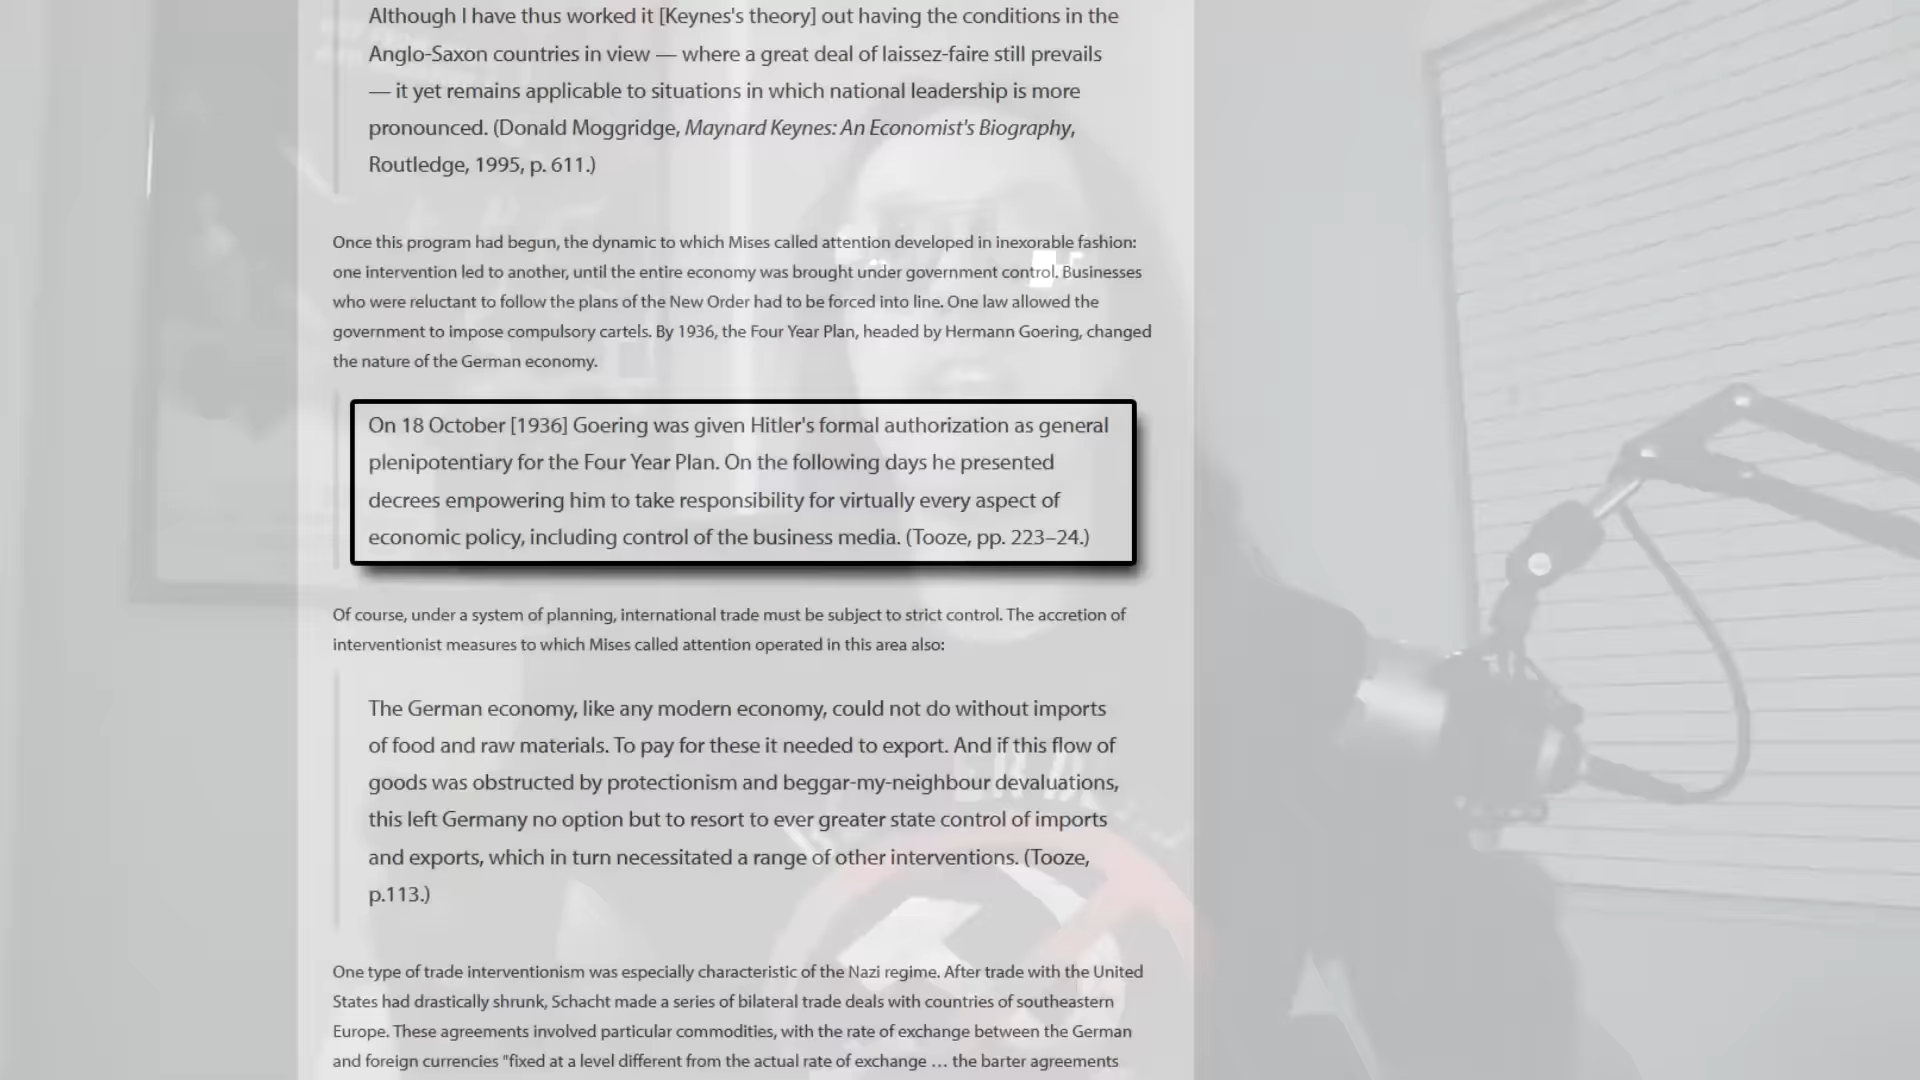 Although I have thus worked it [Keynes's theory] out having the conditions in the
Anglo-Saxon countries in view — where a great deal of laissez-faire still prevails
— it yet remains applicable to situations in which national leadership is more
pronounced. (Donald Moggridge, Maynard Keynes: An Economist's Biography,
Routledge, 1995, p. 611.)
Once this program had begun, the dynamic to which Mises called attention developed in inexorable fashion:
one intervention led to another, until the entire economy was brought under government control. Businesses
who were reluctant to follow the plans of the New Order had to be forced into line. One law allowed the
government to impose compulsory cartels. By 1936, the Four Year Plan, headed by Hermann Goering, changed
the nature of the German economy.
On 18 October [1936] Goering was given Hitler's formal authorization as general
plenipotentiary for the Four Year Plan. On the following days he presented
decrees empowering him to take responsibility for virtually every aspect of
economic policy, including control of the business media. (Tooze, pp. 223–24.)
Of course, under a system of planning, international trade must be subject to strict control. The accretion of
interventionist measures to which Mises called attention operated in this area also:
The German economy, like any modern economy, could not do without imports
of food and raw materials. To pay for these it needed to export. And if this flow of
goods was obstructed by protectionism and beggar-my-neighbour devaluations,
this left Germany no option but to resort to ever greater state control of imports
and exports, which in turn necessitated a range of other interventions. (Tooze,
p.113.)
One type of trade interventionism was especially characteristic of the Nazi regime. After trade with the United
States had drastically shrunk, Schacht made a series of bilateral trade deals with countries of southeastern
Europe. These agreements involved particular commodities, with the rate of exchange between the German
and foreign currencies "fixed at a level different from the actual rate of exchange … the barter agreements